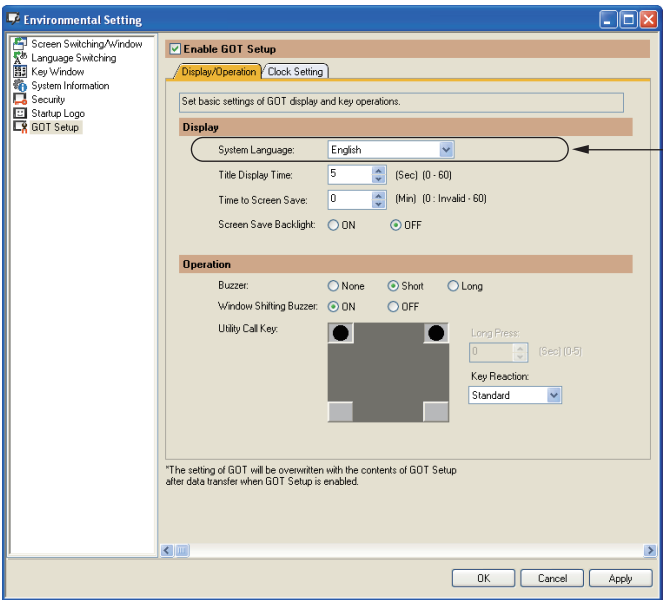 Environmental Setting
Screen Switching/Window
Language Switching
Key Window
System Information
Security
Startup Logo
GOT Setup
Enable GOT Setup
Display/Operation Clock Setting
Set basic settings of GOT display and key operations.
Display
System Language: English
Title Display Time: 5 (Sec) (0 - 60)
Time to Screen Save: 0 (Min) (0 : Invalid - 60)
Screen Save Backlight: ON OFF
Operation
Buzzer: None Short Long
Window Shifting Buzzer: ON OFF
Utility Call Key:
Long Press:
0 (Sec) (0-5)
Key Reaction:
Standard
*The setting of GOT will be overwritten with the contents of GOT Setup
after data transfer when GOT Setup is enabled.
OK Cancel Apply